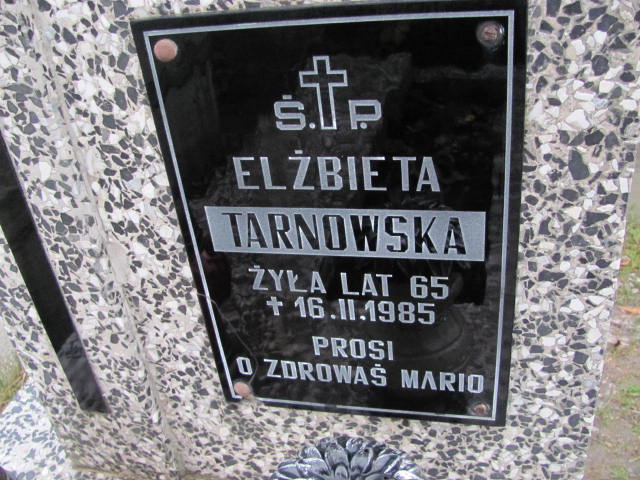 Ś.P.
ELŻBIETA
TARNOWSKA
ŻYŁA LAT 65
✝ 16.II.1985
PROSI
O ZDROWAŚ MARIO